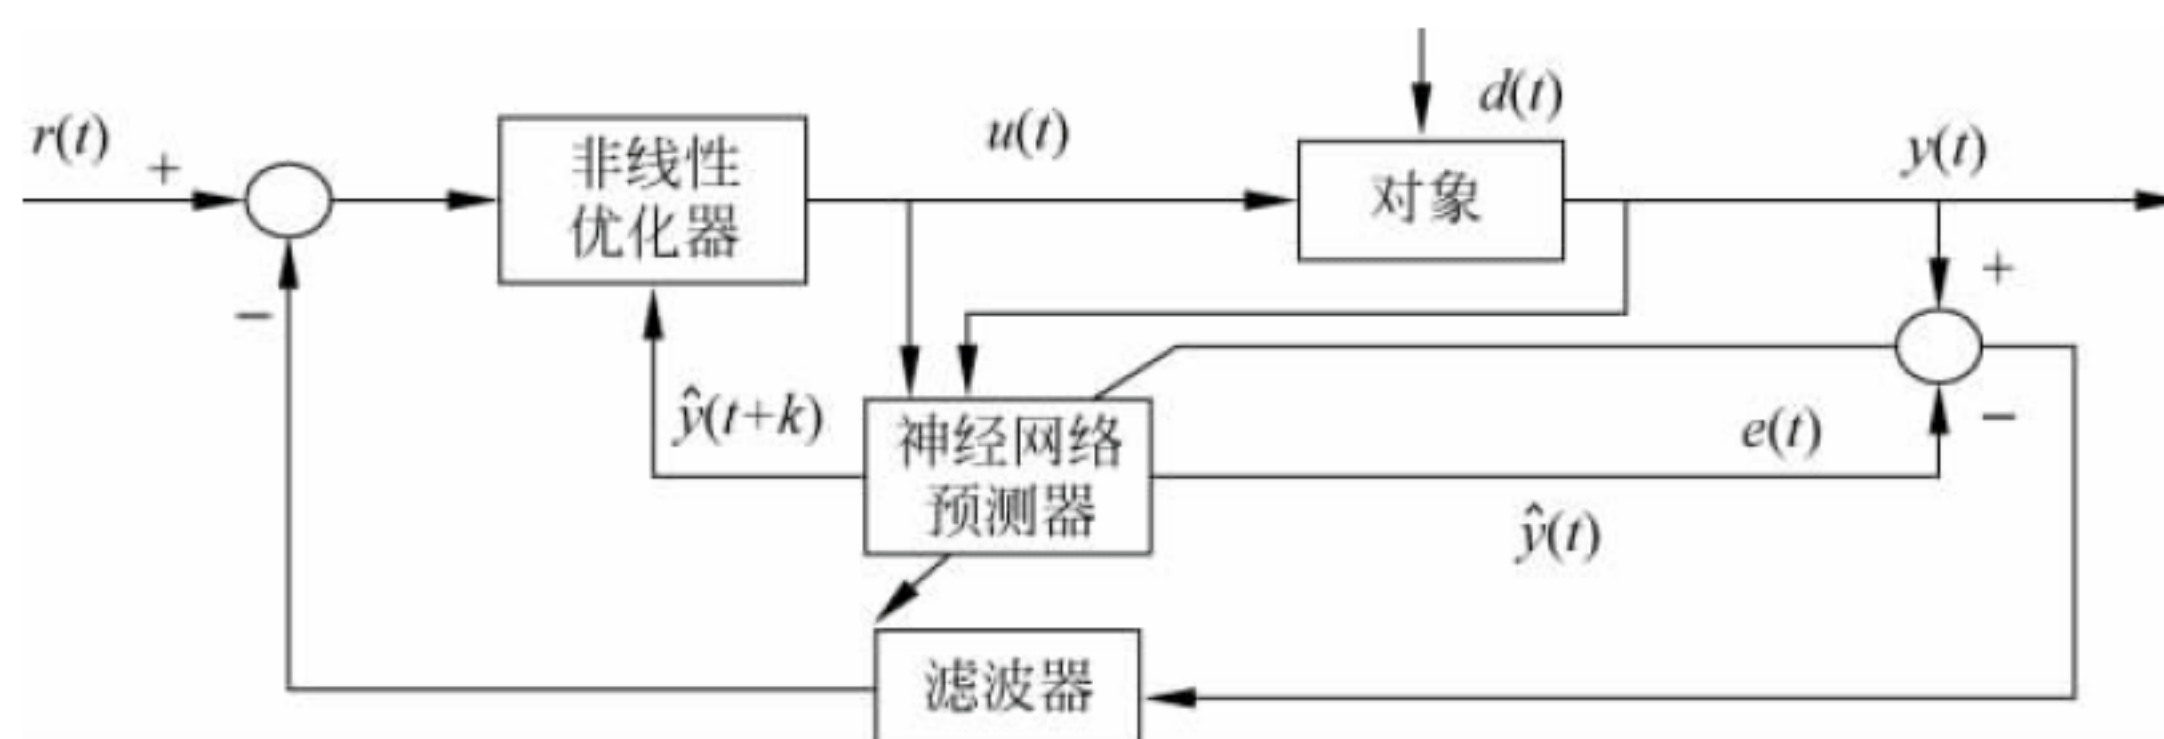 r(t)
+
−
非线性
优化器
u(t)
d(t)
对象
y(t)
+
−
ŷ(t+k)
神经网络
预测器
e(t)
ŷ(t)
滤波器